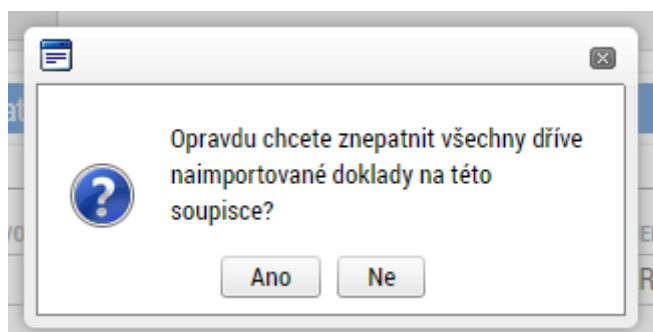 Opravdu chcete znepatnit všechny dříve
naimportované doklady na této
soupisce?
Ano
Ne